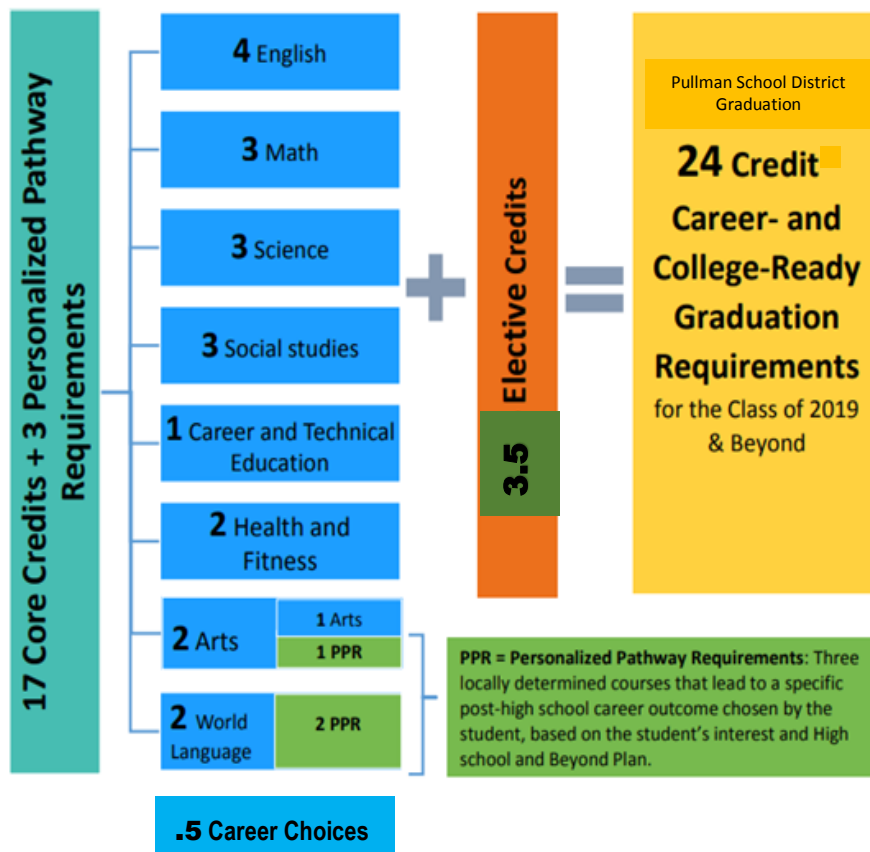 17 Core Credits + 3 Personalized Pathway
Requirements
4 English
3 Math
3 Science
3 Social studies
1 Career and Technical
Education
2 Health and
Fitness
2 Arts
1 Arts
1 PPR
2 World
Language
2 PPR
.5 Career Choices
+
3.5 Elective Credits
=
Pullman School District
Graduation
24 Credit
Career- and
College-Ready
Graduation
Requirements
for the Class of 2019
& Beyond
PPR = Personalized Pathway Requirements: Three
locally determined courses that lead to a specific
post-high school career outcome chosen by the
student, based on the student's interest and High
school and Beyond Plan.